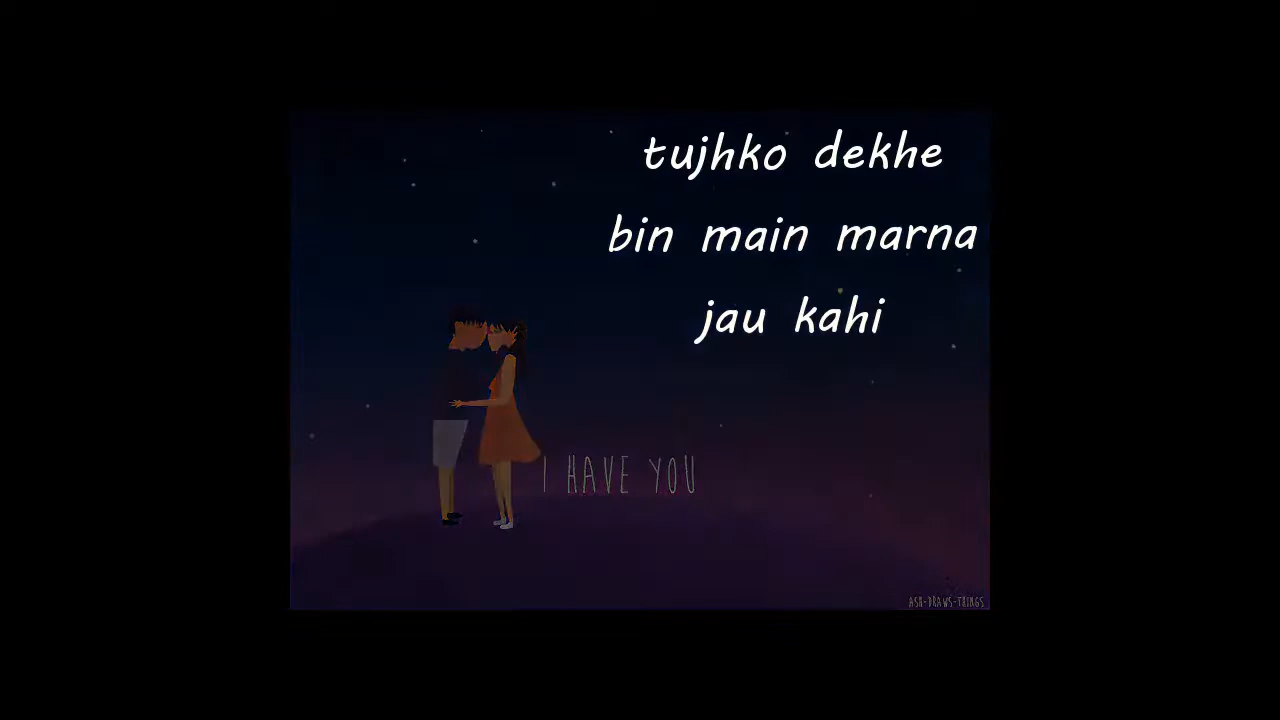 tujhko dekhe
bin main marna
jau kahi
I HAVE YOU
ASH-DRAWS-THINGS